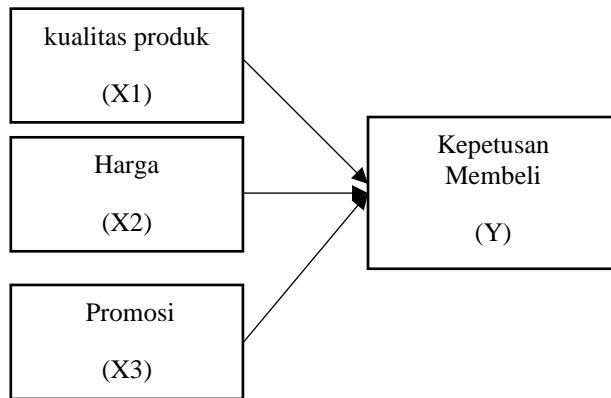 kualitas produk
(X1)
Harga
(X2)
Promosi
(X3)
Kepetusan
Membeli
(Y)